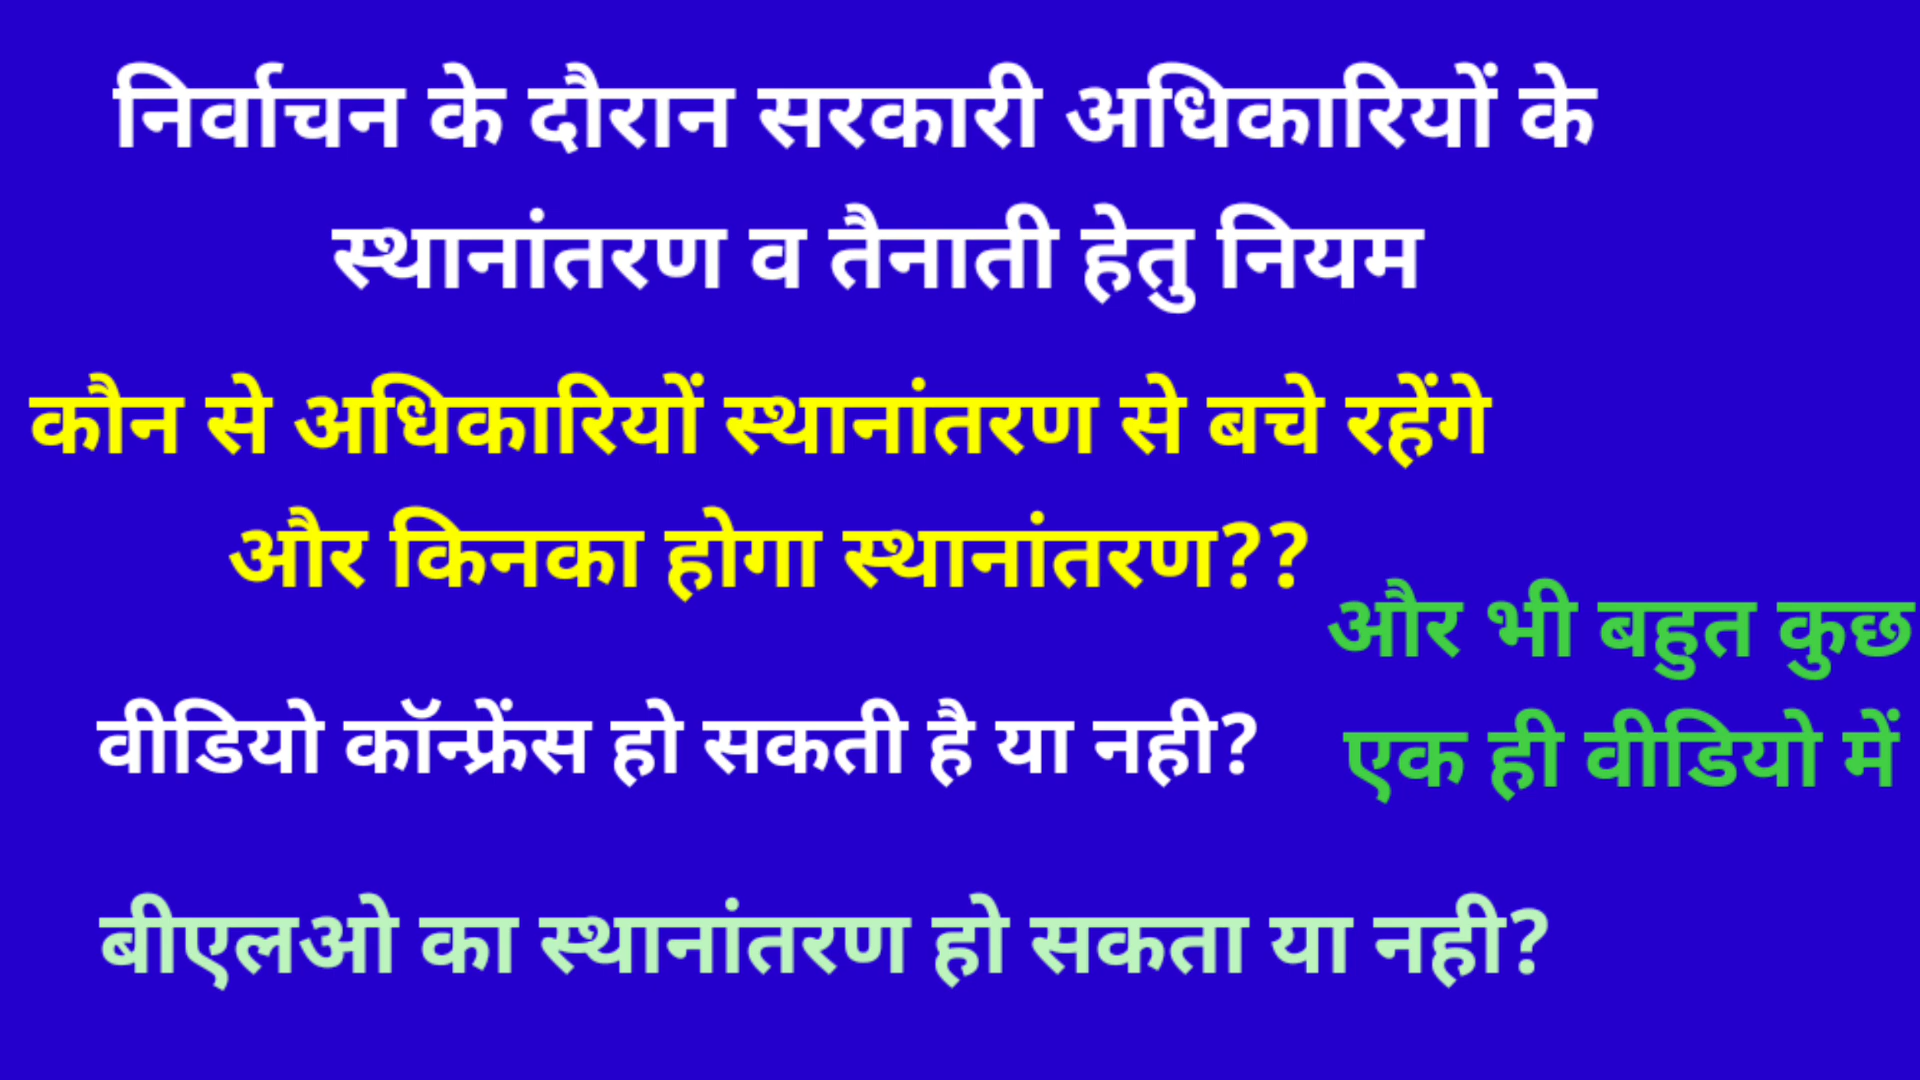 निर्वाचन के दौरान सरकारी अधिकारियों के
स्थानांतरण व तैनाती हेतु नियम
कौन से अधिकारियों स्थानांतरण से बचे रहेंगे
और किनका होगा स्थानांतरण??
और भी बहुत कुछ
एक ही वीडियो में
वीडियो कॉन्फ्रेंस हो सकती है या नही?
बीएलओ का स्थानांतरण हो सकता या नही?